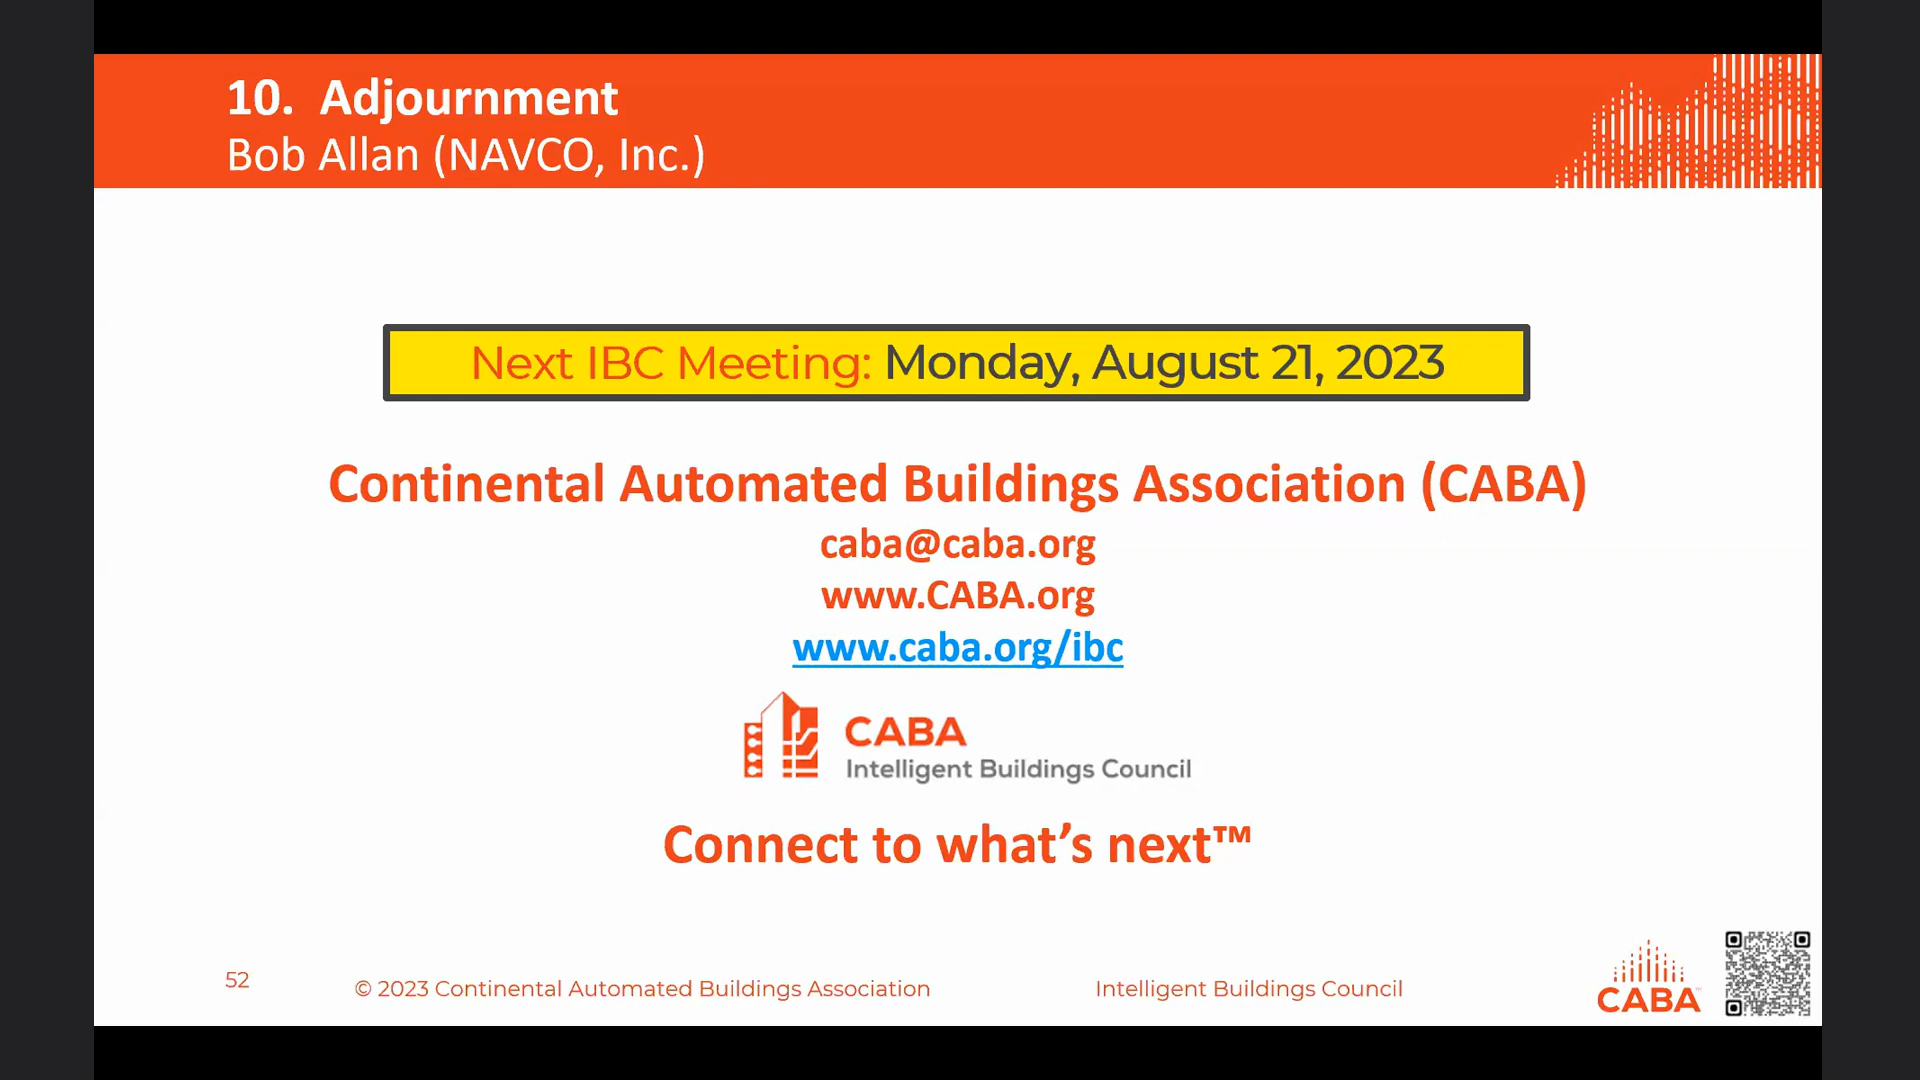 10. Adjournment
Bob Allan (NAVCO, Inc.)
Next IBC Meeting: Monday, August 21, 2023
Continental Automated Buildings Association (CABA)
caba@caba.org
www.CABA.org
www.caba.org/ibc
CABA
Intelligent Buildings Council
Connect to what’s next™
52
© 2023 Continental Automated Buildings Association
Intelligent Buildings Council
CABA